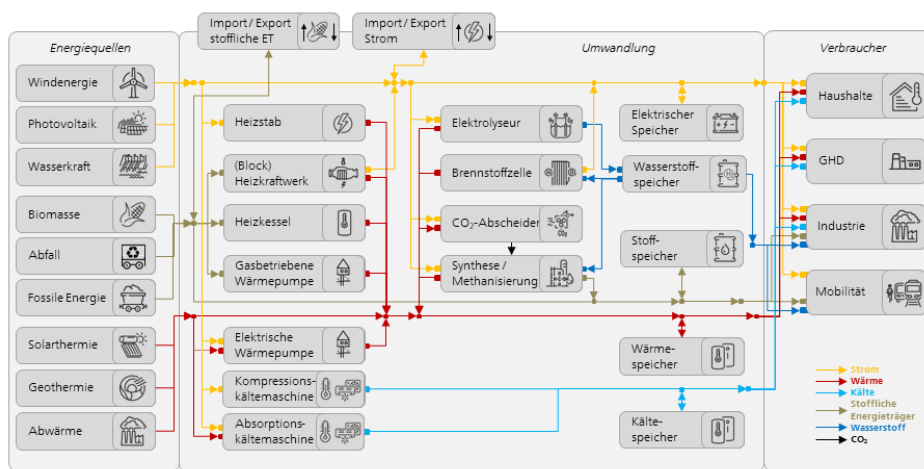 Import / Export
stoffliche ET
Import / Export
Strom
Energiequellen
Umwandlung
Verbraucher
Windenergie
Photovoltaik
Wasserkraft
Biomasse
Abfall
Fossile Energie
Solarthermie
Geothermie
Abwärme
Heizstab
(Block)
Heizkraftwerk
Heizkessel
Gasbetriebene
Wärmepumpe
Elektrische
Wärmepumpe
Kompressions-
kältemaschine
Absorptions-
kältemaschine
Elektrolyseur
Brennstoffzelle
CO₂-Abscheider
CO₂
Synthese /
Methanisierung
Elektrischer
Speicher
Wasserstoff-
speicher
H₂
Stoff-
speicher
Wärme-
speicher
Kälte-
speicher
Haushalte
GHD
Industrie
Mobilität
Strom
Wärme
Kälte
Stoffliche
Energieträger
Wasserstoff
CO₂